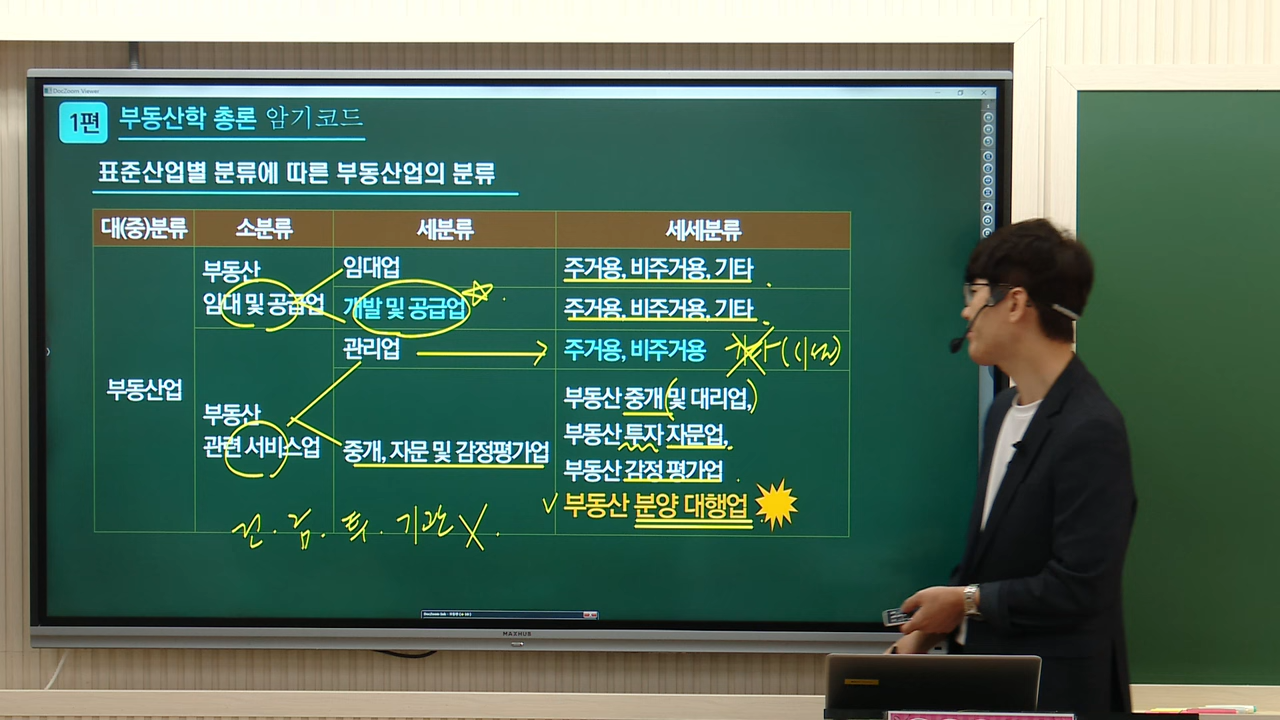 DocZoom Viewer
1편 부동산학 총론 암기코드
표준산업별 분류에 따른 부동산업의 분류
대(중)분류 소분류 세분류 세세분류
부동산업
부동산
임대 및 공급업
임대업
주거용, 비주거용, 기타
개발 및 공급업
주거용, 비주거용, 기타
부동산
관련 서비스업
관리업
주거용, 비주거용
중개, 자문 및 감정평가업
부동산 중개 및 대리업,
부동산 투자 자문업,
부동산 감정 평가업
부동산 분양 대행업
건. 금. 투. 기관 X.
MAXHUB